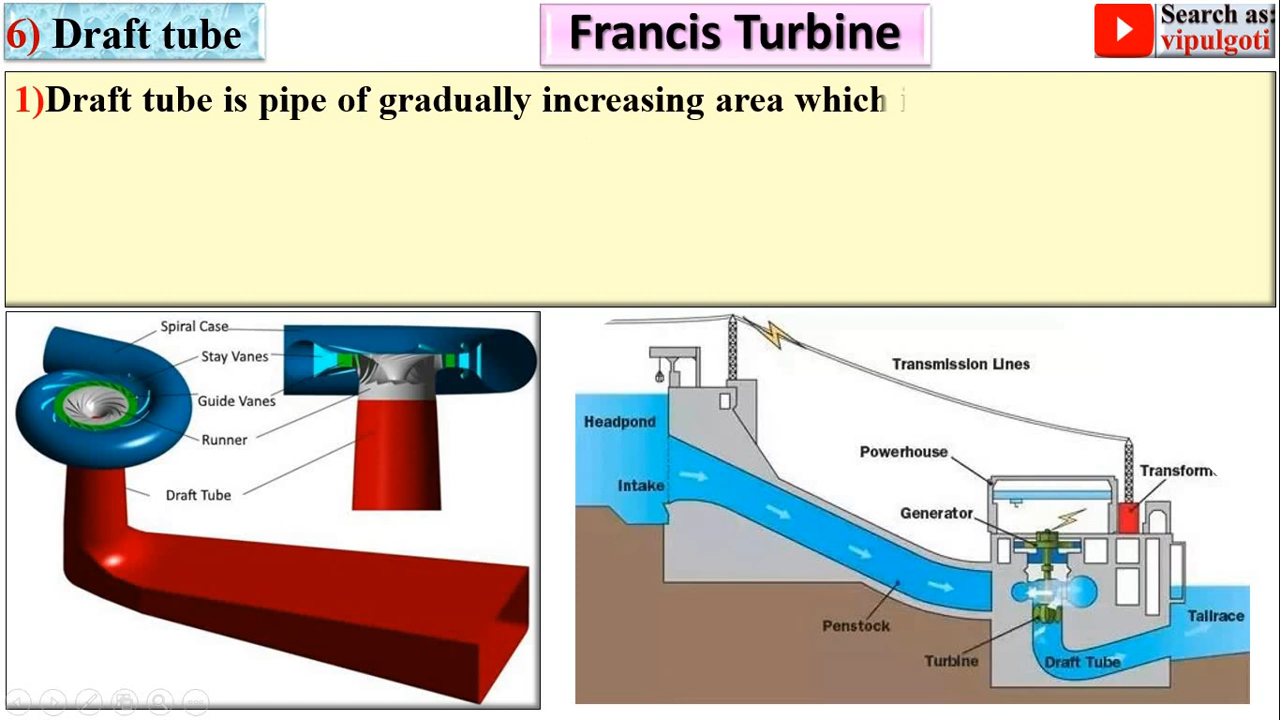 6) Draft tube
Francis Turbine
Search as:
vipulgoti
1)Draft tube is pipe of gradually increasing area which
Spiral Case
Stay Vanes
Guide Vanes
Runner
Draft Tube
Transmission Lines
Headpond
Powerhouse
Transform
Intake
Generator
Penstock
Tailrace
Turbine
Draft Tube